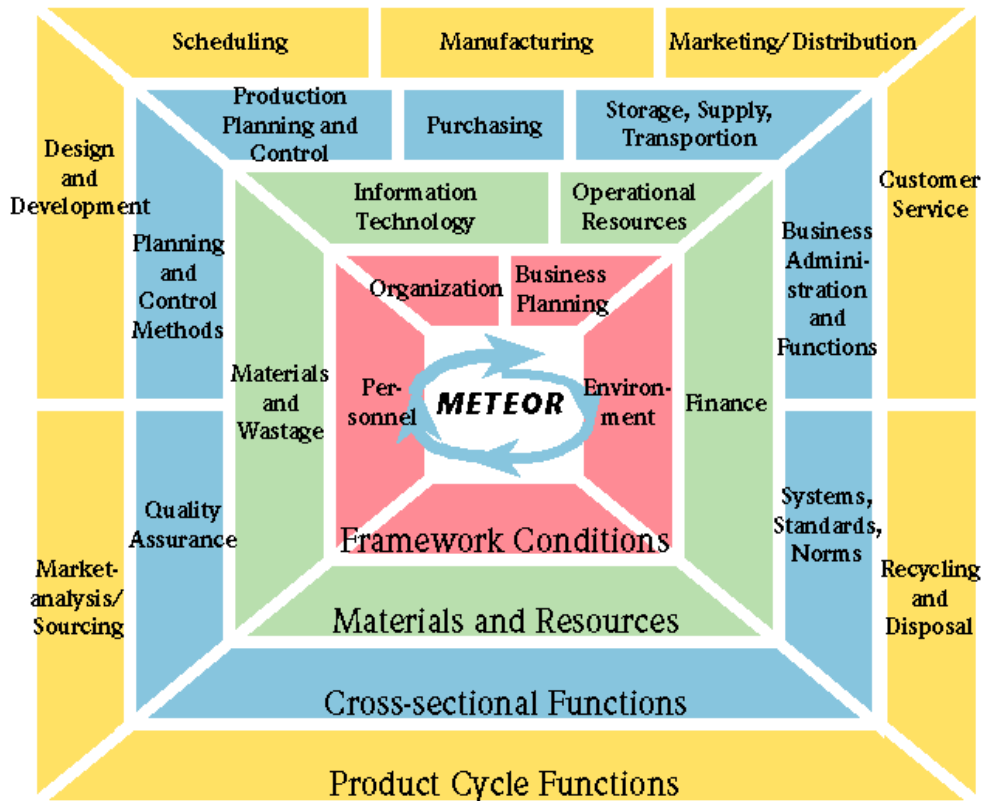 Scheduling
Manufacturing
Marketing/Distribution
Production
Planning and
Control
Purchasing
Storage, Supply,
Transportion
Design
and
Development
Information
Technology
Operational
Resources
Customer
Service
Planning
and
Control
Methods
Organization
Business
Planning
Business
Admini-
stration
and
Functions
Materials
and
Wastage
Per-
sonnel
METEOR
Environ-
ment
Finance
Quality
Assurance
Systems,
Standards,
Norms
Market-
analysis/
Sourcing
Recycling
and
Disposal
Framework Conditions
Materials and Resources
Cross-sectional Functions
Product Cycle Functions